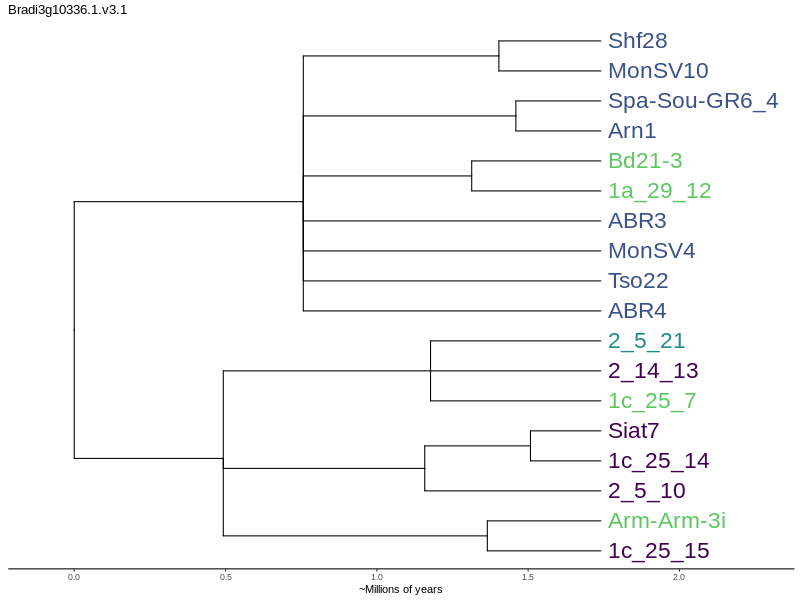 Bradi3g10336.1.v3.1
Shf28
MonSV10
Spa-Sou-GR6_4
Arn1
Bd21-3
1a_29_12
ABR3
MonSV4
Tso22
ABR4
2_5_21
2_14_13
1c_25_7
Siat7
1c_25_14
2_5_10
Arm-Arm-3i
1c_25_15
0.0 0.5 1.0 1.5 2.0
~Millions of years